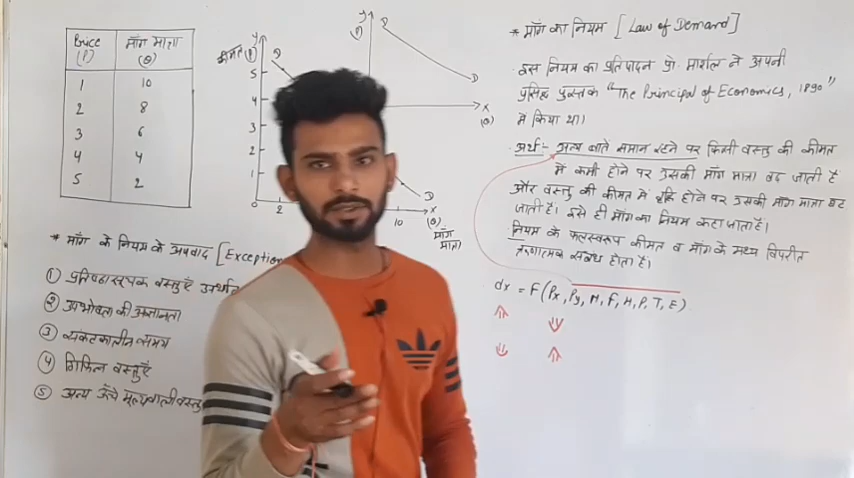 Price (P) माँग मात्रा (Q)
1 10
2 8
3 6
4 4
5 2
* माँग के नियम के अपवाद [Exception
① प्रतिष्ठासूचक वस्तुएँ
② उपभोक्ता की अज्ञानता
③ संकटकालीन समय
④ गिफिन वस्तुएँ
⑤ अन्य ऊँचे मूल्यवाली वस्तु
Y
कीमत (P)
D
5
4
3
2
1
0 2 10 X
(Q)
माँग मात्रा
D
Y
(P)
D
D
X
(Q)
* माँग का नियम [Law of Demand]
इस नियम का प्रतिपादन प्रो. मार्शल ने अपनी
प्रसिद्ध पुस्तक "The Principal of Economics, 1890"
में किया था।
अर्थ:- अन्य बातें समान रहने पर किसी वस्तु की कीमत
में कमी होने पर उसकी माँग मात्रा बढ़ जाती है
और वस्तु की कीमत में वृद्धि होने पर उसकी माँग मात्रा घट
जाती है। इसे ही माँग का नियम कहा जाता है।
नियम के फलस्वरूप कीमत व माँग के मध्य विपरीत
ऋणात्मक संबंध होता है।
dx = F (Px, Py, M, F, H, P, T, E)